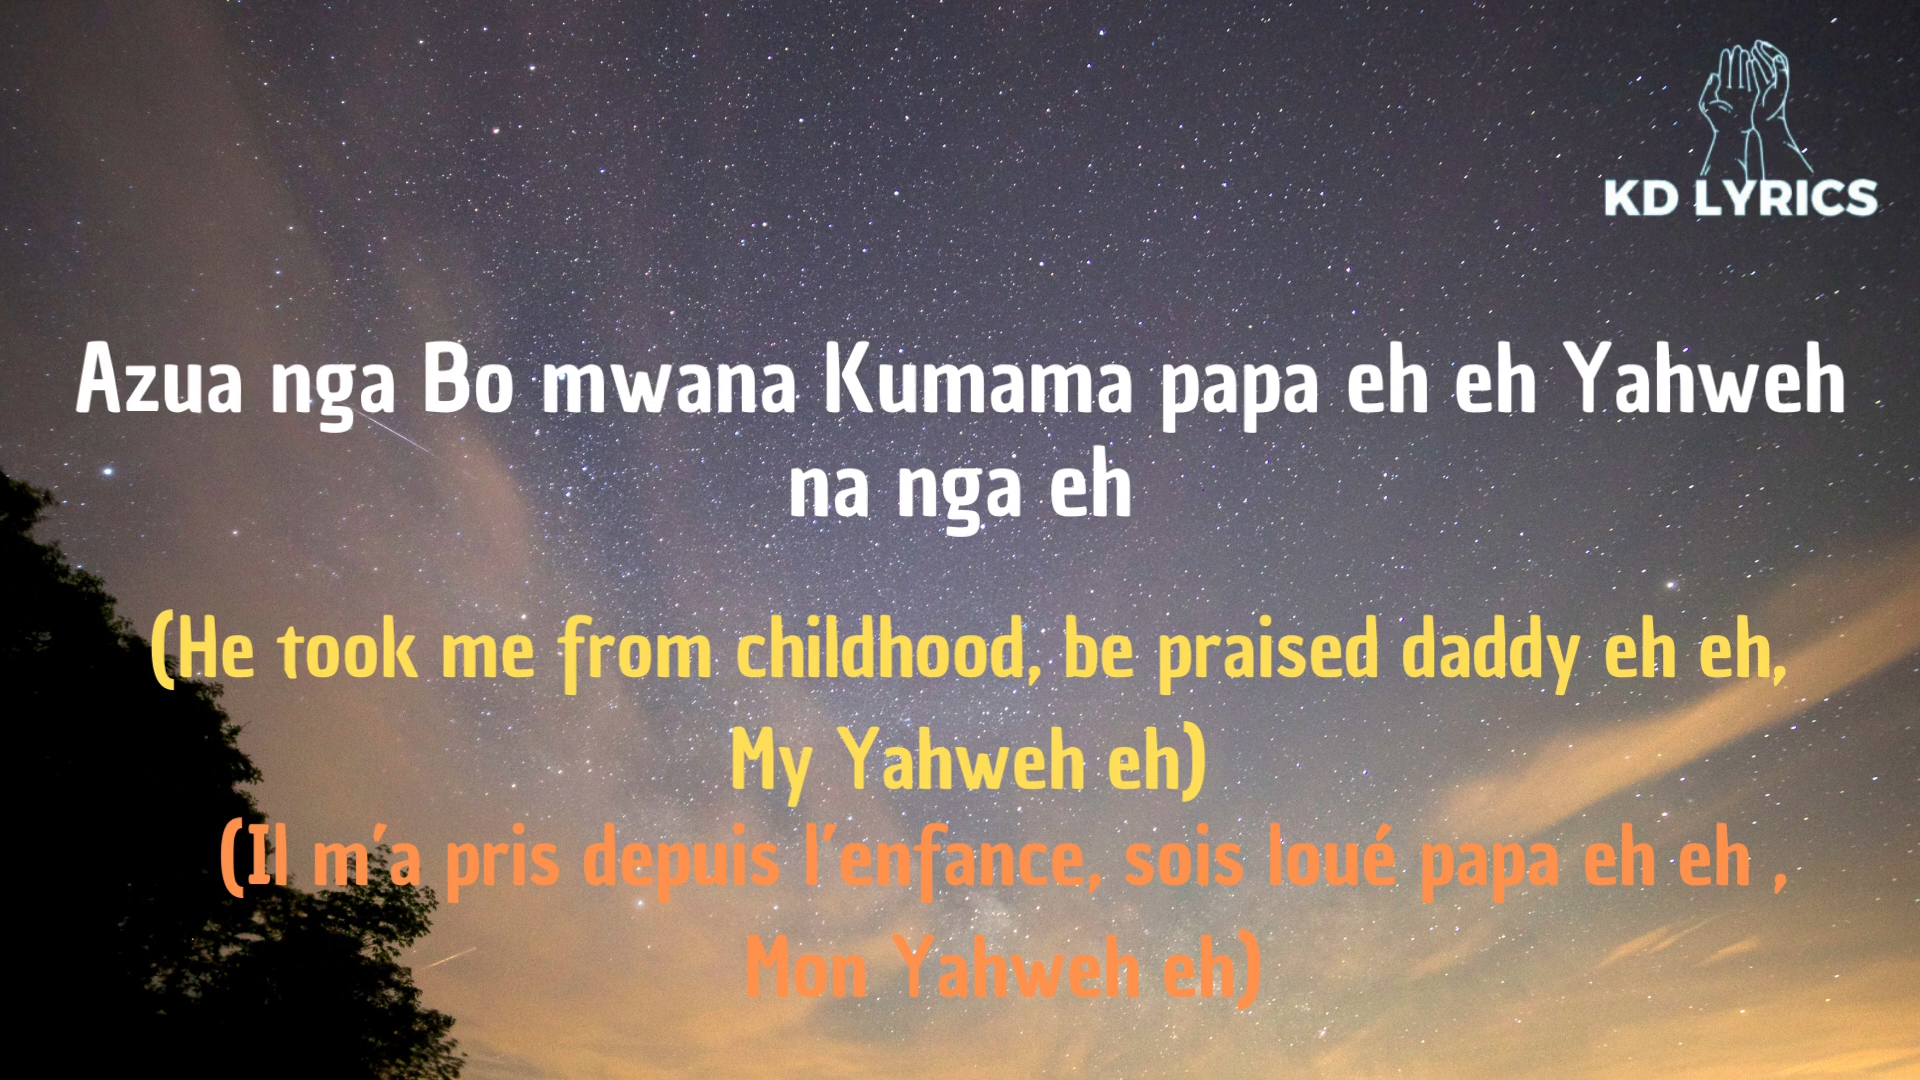 KD LYRICS
Azua nga Bo mwana Kumama papa eh eh Yahweh
na nga eh
(He took me from childhood, be praised daddy eh eh,
My Yahweh eh)
(Il m'a pris depuis l'enfance, sois loué papa eh eh ,
Mon Yahweh eh)